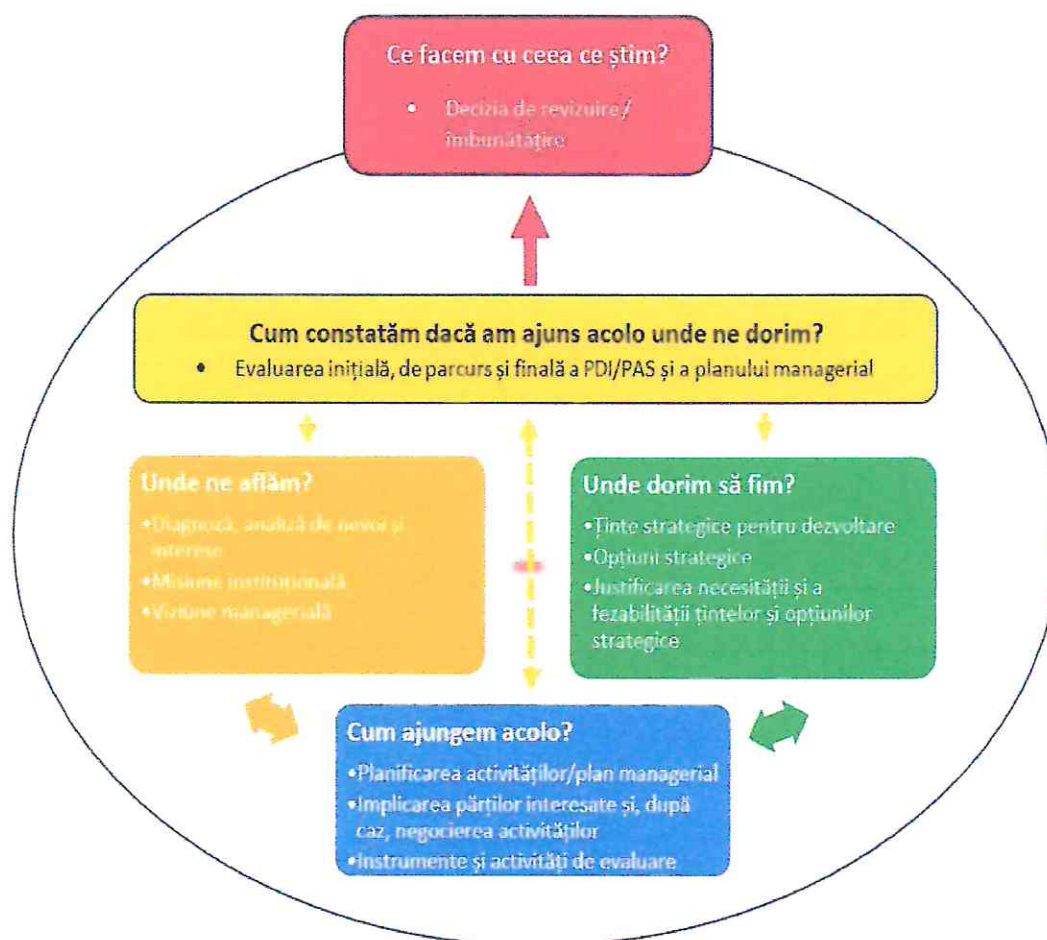 Ce facem cu ceea ce știm?
• Decizia de revizuire/
îmbunătățire
Cum constatăm dacă am ajuns acolo unde ne dorim?
• Evaluarea inițială, de parcurs și finală a PDI/PAS și a planului managerial
Unde ne aflăm?
•Diagnoză, analiză de nevoi și
interese
•Misiune instituțională
•Viziune managerială
Unde dorim să fim?
•Ținte strategice pentru dezvoltare
•Opțiuni strategice
•Justificarea necesității și a
fezabilității țintelor și opțiunilor
strategice
Cum ajungem acolo?
•Planificarea activităților/plan managerial
•Implicarea părților interesate și, după
caz, negocierea activităților
•Instrumente și activități de evaluare